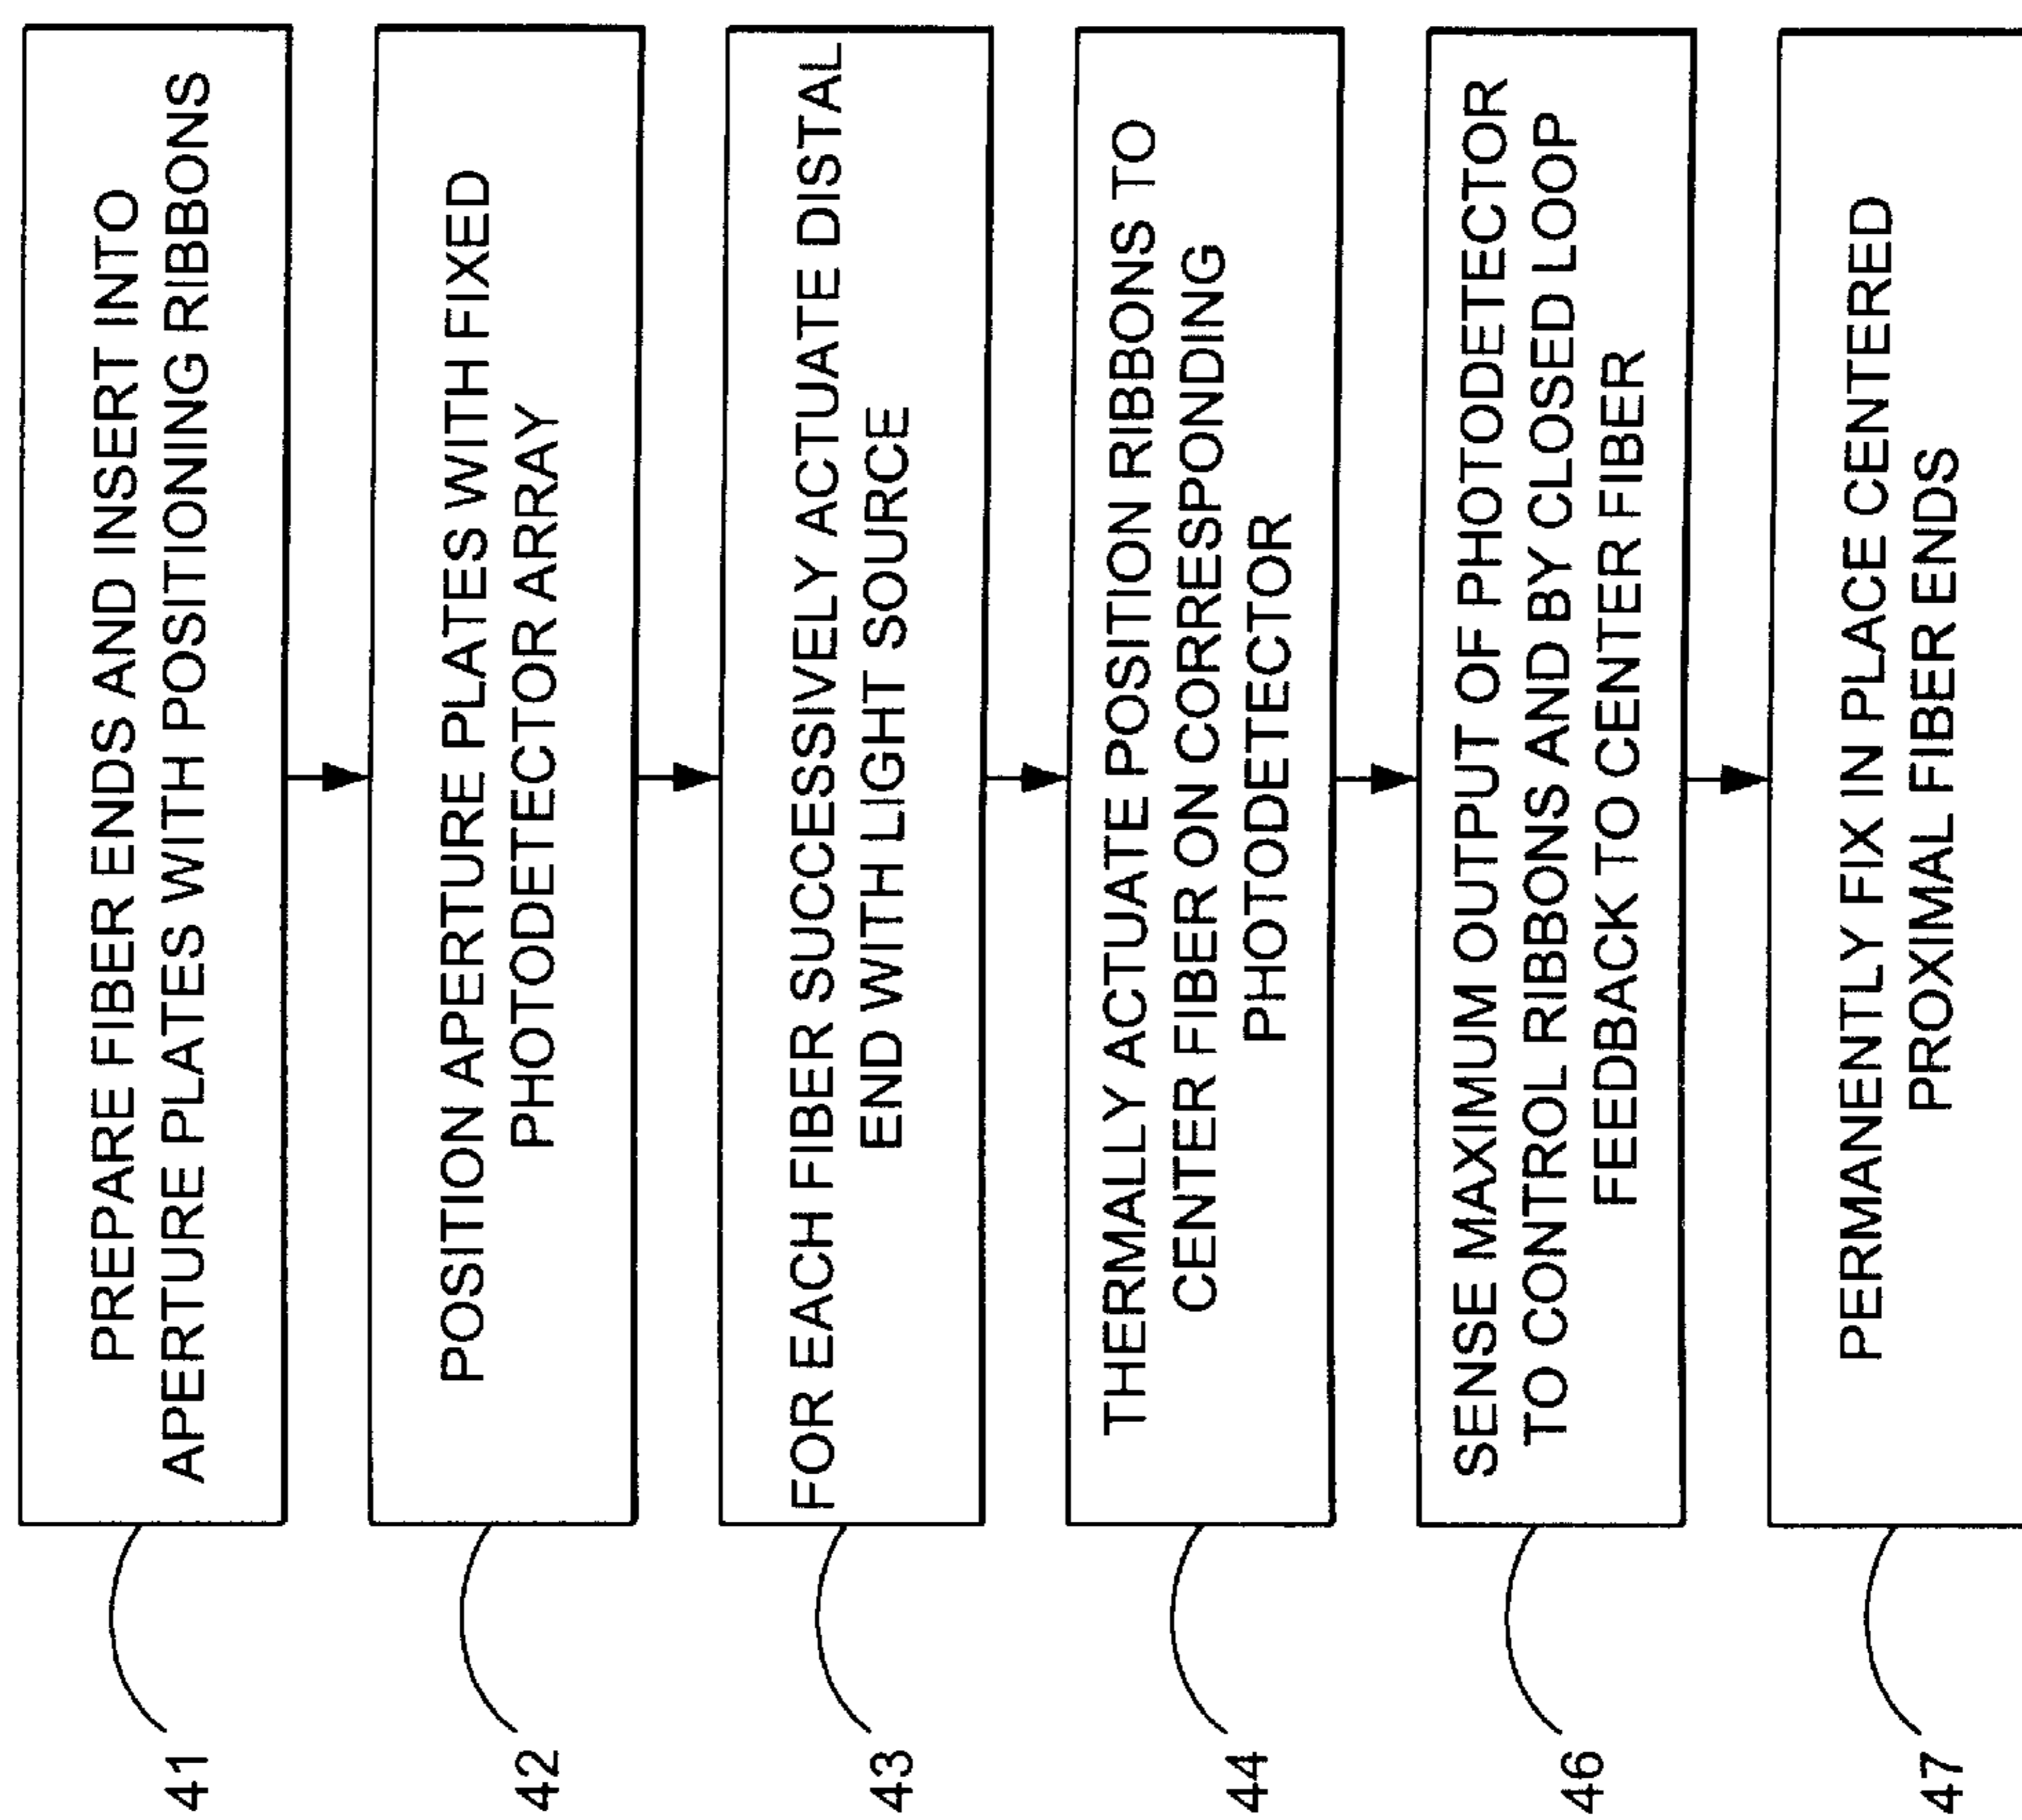 41
PREPARE FIBER ENDS AND INSERT INTO
APERTURE PLATES WITH POSITIONING RIBBONS
42
POSITION APERTURE PLATES WITH FIXED
PHOTODETECTOR ARRAY
43
FOR EACH FIBER SUCCESSIVELY ACTUATE DISTAL
END WITH LIGHT SOURCE
44
THERMALLY ACTUATE POSITION RIBBONS TO
CENTER FIBER ON CORRESPONDING
PHOTODETECTOR
46
SENSE MAXIMUM OUTPUT OF PHOTODETECTOR
TO CONTROL RIBBONS AND BY CLOSED LOOP
FEEDBACK TO CENTER FIBER
47
PERMANENTLY FIX IN PLACE CENTERED
PROXIMAL FIBER ENDS